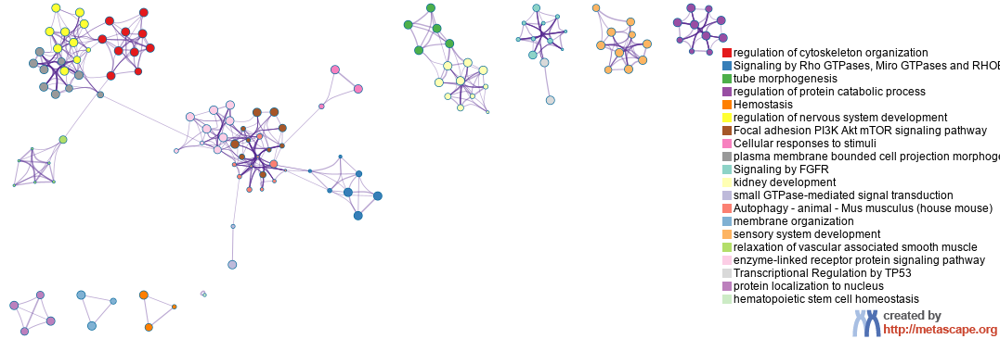 regulation of cytoskeleton organization
Signaling by Rho GTPases, Miro GTPases and RHOB
tube morphogenesis
regulation of protein catabolic process
Hemostasis
regulation of nervous system development
Focal adhesion PI3K Akt mTOR signaling pathway
Cellular responses to stimuli
plasma membrane bounded cell projection morphoge
Signaling by FGFR
kidney development
small GTPase-mediated signal transduction
Autophagy - animal - Mus musculus (house mouse)
membrane organization
sensory system development
relaxation of vascular associated smooth muscle
enzyme-linked receptor protein signaling pathway
Transcriptional Regulation by TP53
protein localization to nucleus
hematopoietic stem cell homeostasis
created by
http://metascape.org